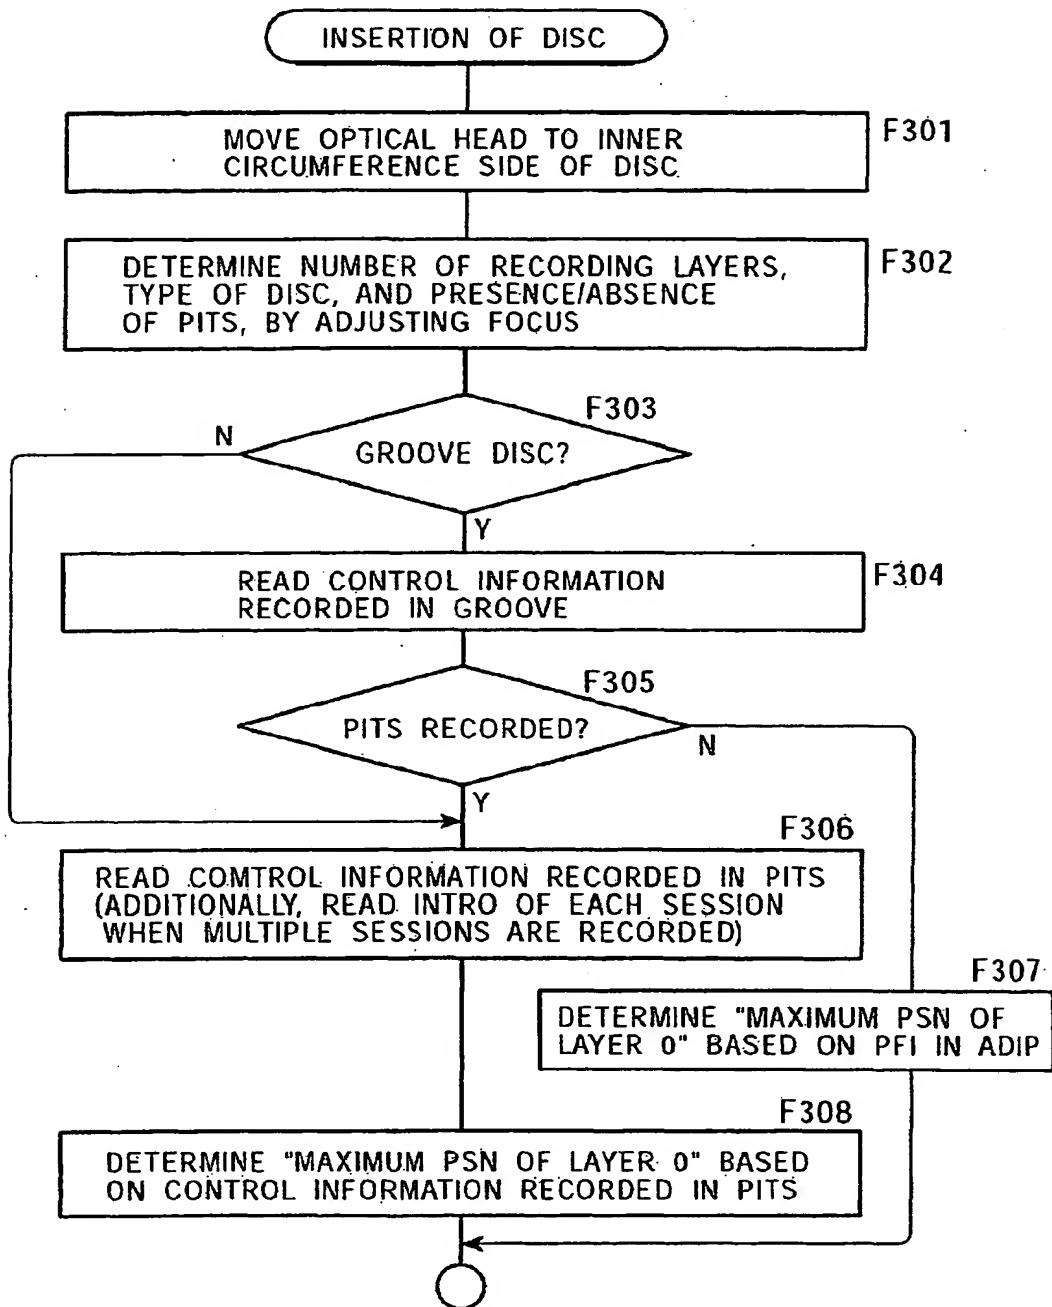 INSERTION OF DISC
MOVE OPTICAL HEAD TO INNER
CIRCUMFERENCE SIDE OF DISC
F301
DETERMINE NUMBER OF RECORDING LAYERS,
TYPE OF DISC, AND PRESENCE/ABSENCE
OF PITS, BY ADJUSTING FOCUS
F302
F303
N
GROOVE DISC?
Y
READ CONTROL INFORMATION
RECORDED IN GROOVE
F304
F305
PITS RECORDED?
N
Y
F306
READ COMTROL INFORMATION RECORDED IN PITS
(ADDITIONALLY, READ INTRO OF EACH SESSION
WHEN MULTIPLE SESSIONS ARE RECORDED)
F307
DETERMINE "MAXIMUM PSN OF
LAYER 0" BASED ON PFI IN ADIP
F308
DETERMINE "MAXIMUM PSN OF LAYER 0" BASED
ON CONTROL INFORMATION RECORDED IN PITS